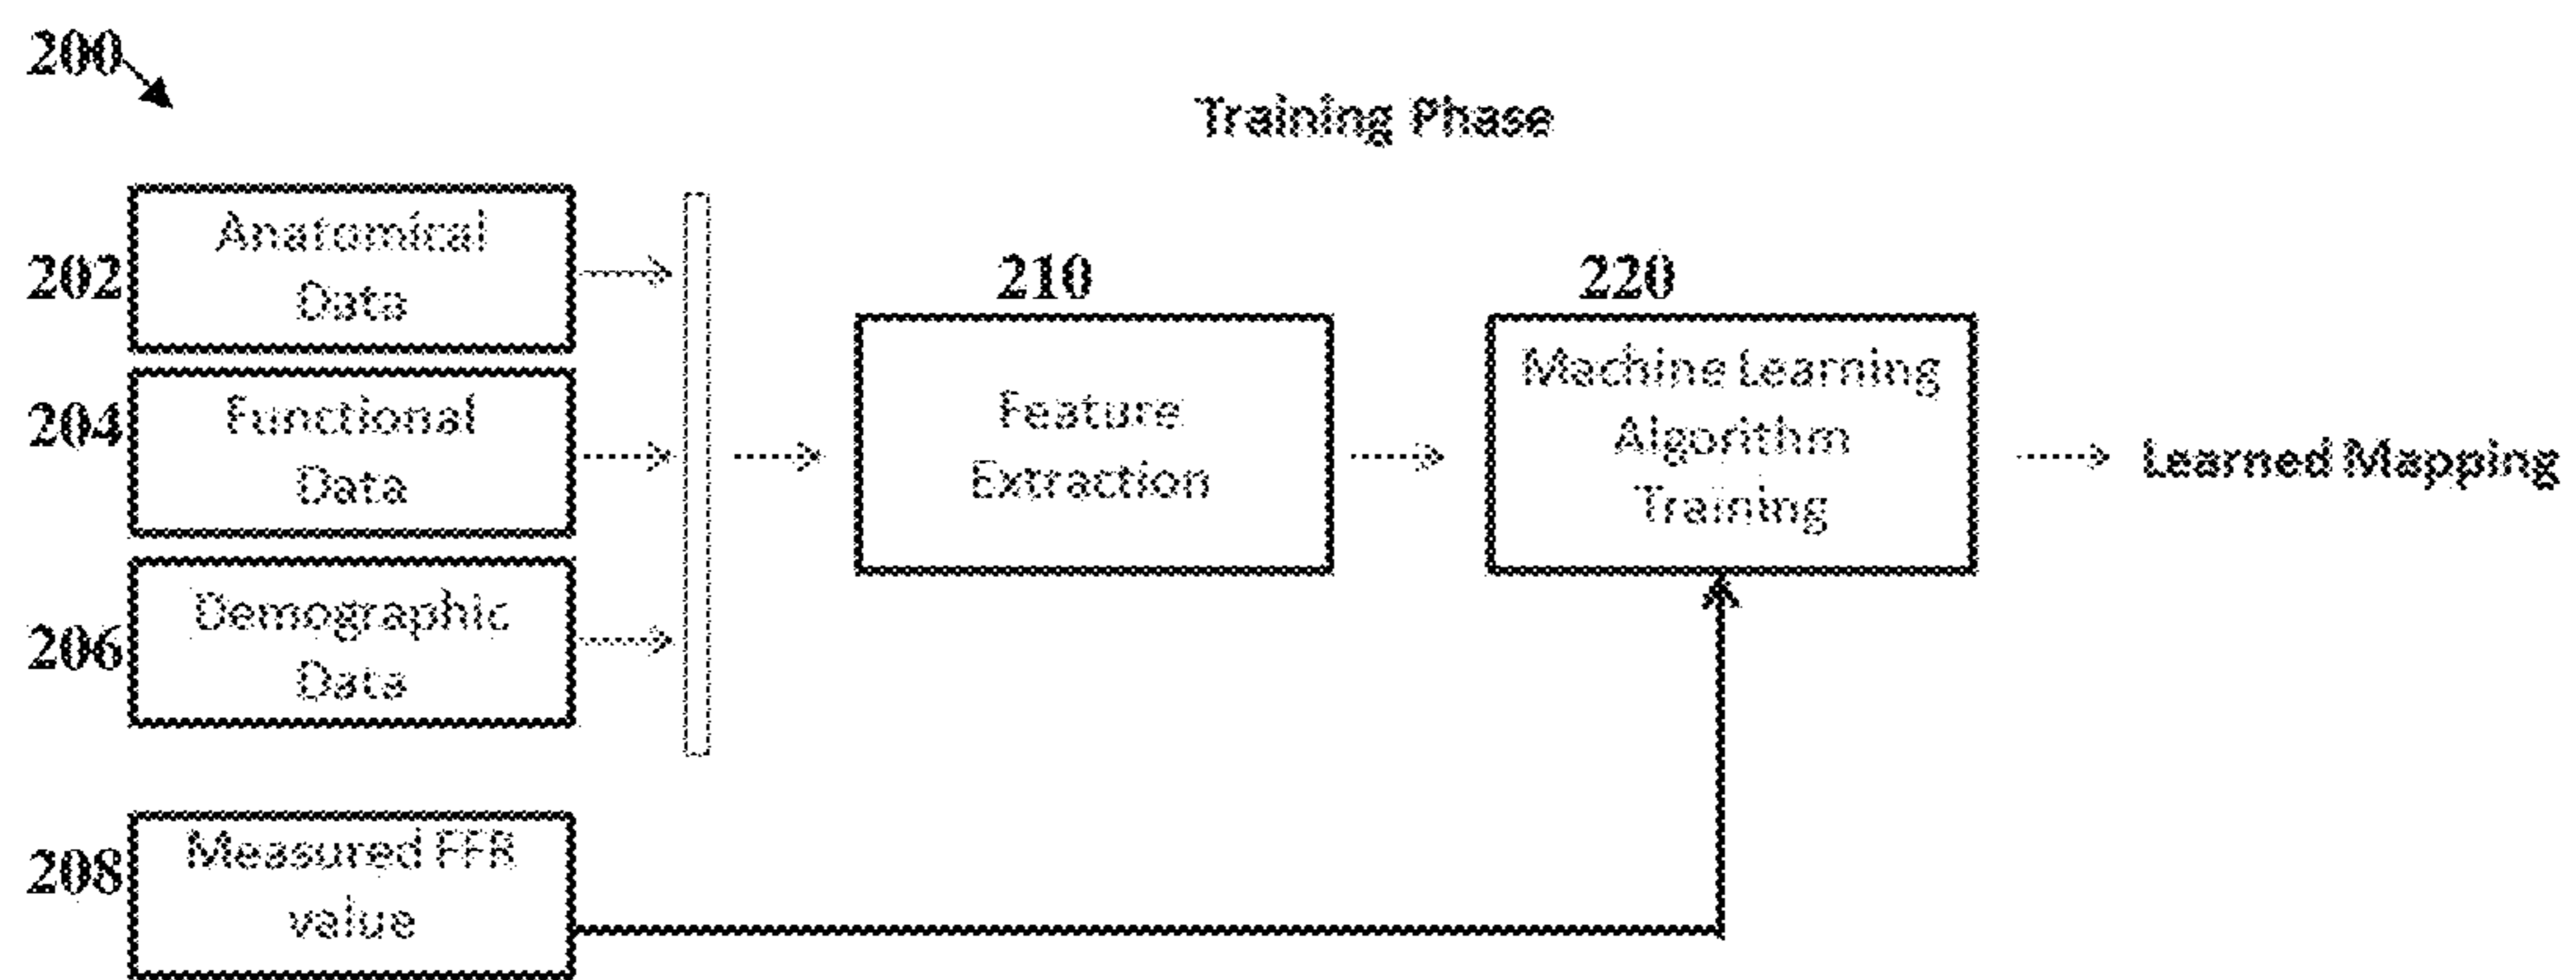 200
Training Phase
202
Anatomical
Data
204
Functional
Data
206
Demographic
Data
208
Measured FFR
value
210
Feature
Extraction
220
Machine Learning
Algorithm
Training
Learned Mapping